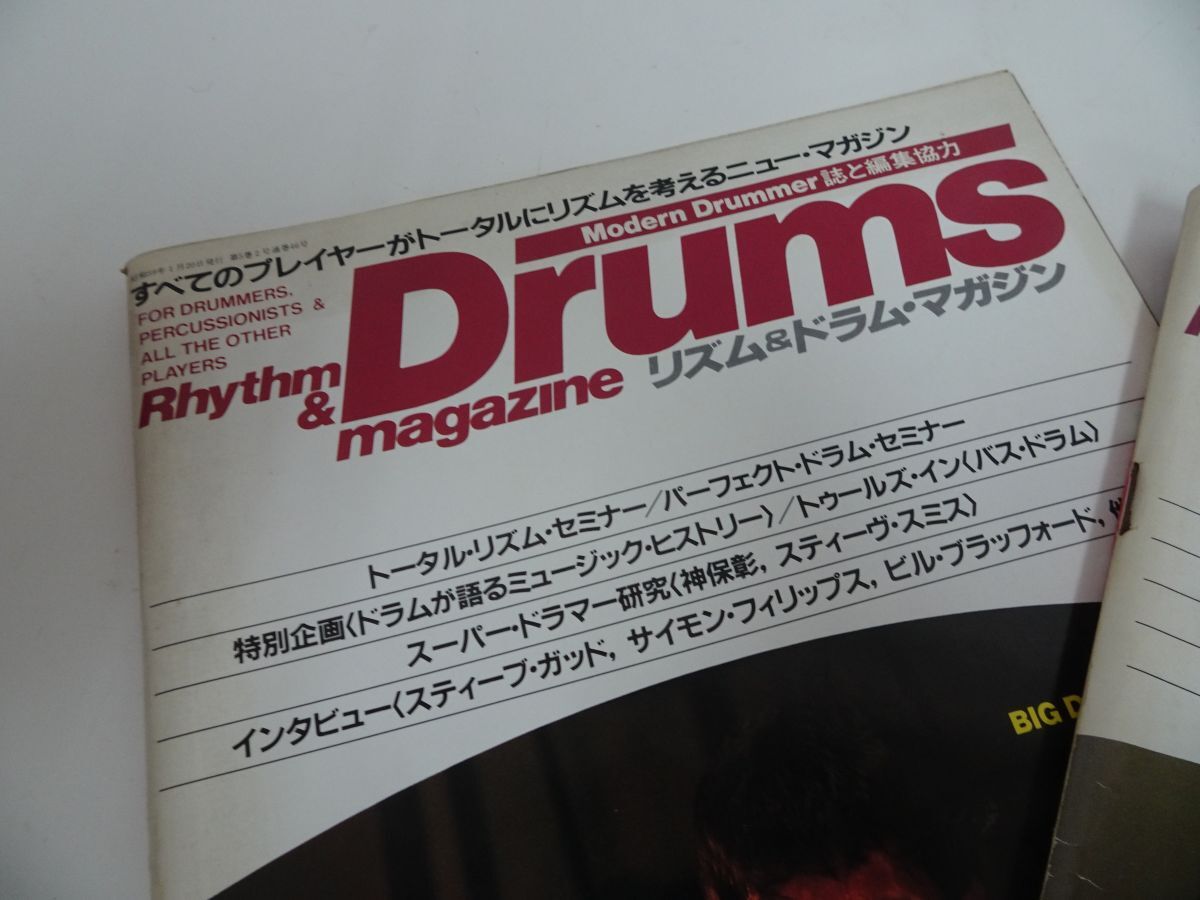 すべてのプレイヤーがトータルにリズムを考えるニュー・マガジン
FOR DRUMMERS,
PERCUSSIONISTS &
ALL THE OTHER
PLAYERS
Modern Drummer誌と編集協力
Rhythm
&
Drums
magazine
リズム&ドラム・マガジン
トータル・リズム・セミナー/パーフェクト・ドラム・セミナー
特別企画〈ドラムが語るミュージック・ヒストリー〉/トゥールズ・イン〈バス・ドラム〉
スーパー・ドラマー研究〈神保彰, スティーヴ・スミス〉
インタビュー〈スティーブ・ガッド, サイモン・フィリップス, ビル・ブラッフォード,
BIG